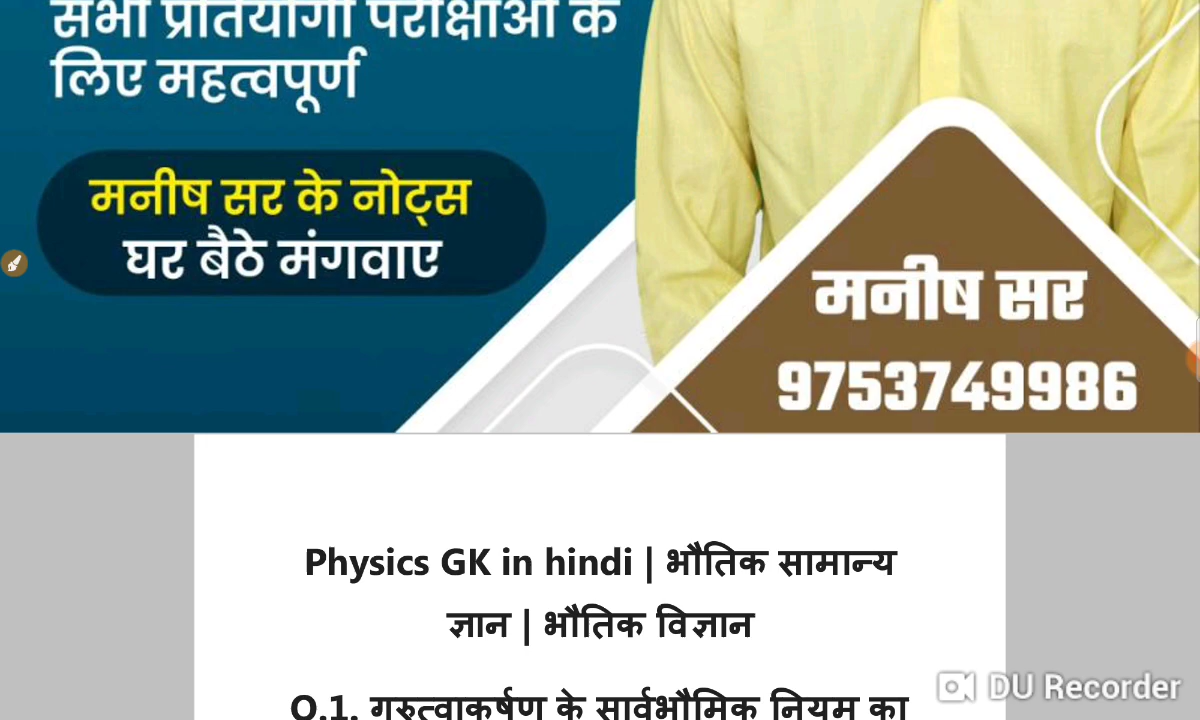 सभी प्रतियोगी परीक्षाओं के
लिए महत्वपूर्ण
मनीष सर के नोट्स
घर बैठे मंगवाए
मनीष सर
9753749986
Physics GK in hindi | भौतिक सामान्य
ज्ञान | भौतिक विज्ञान
Q.1. गुरुत्वाकर्षण के सार्वभौमिक नियम का
DU Recorder